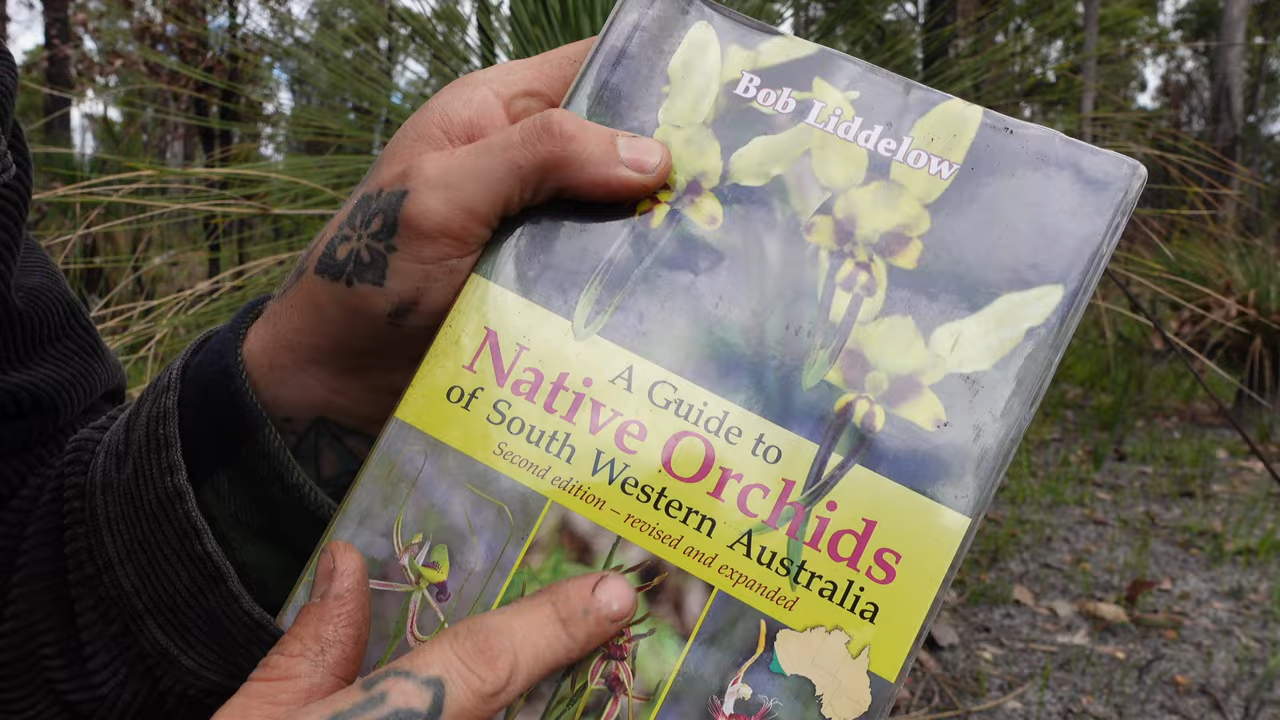 Bob Liddelow
A Guide to
Native Orchids
of South Western Australia
Second edition – revised and expanded